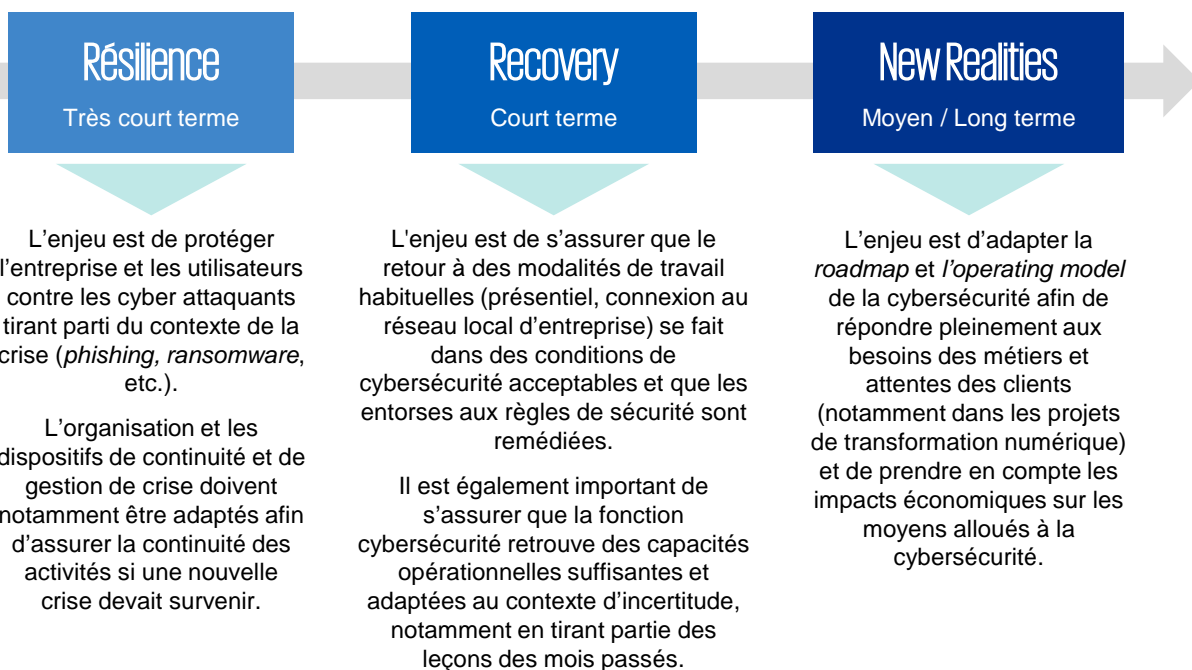 Résilience
Très court terme
L’enjeu est de protéger
l’entreprise et les utilisateurs
contre les cyber attaquants
tirant parti du contexte de la
crise (phishing, ransomware,
etc.).
L’organisation et les
dispositifs de continuité et de
gestion de crise doivent
notamment être adaptés afin
d’assurer la continuité des
activités si une nouvelle
crise devait survenir.
Recovery
Court terme
L'enjeu est de s’assurer que le
retour à des modalités de travail
habituelles (présentiel, connexion au
réseau local d’entreprise) se fait
dans des conditions de
cybersécurité acceptables et que les
entorses aux règles de sécurité sont
remédiées.
Il est également important de
s’assurer que la fonction
cybersécurité retrouve des capacités
opérationnelles suffisantes et
adaptées au contexte d’incertitude,
notamment en tirant partie des
leçons des mois passés.
New Realities
Moyen / Long terme
L’enjeu est d’adapter la
roadmap et l’operating model
de la cybersécurité afin de
répondre pleinement aux
besoins des métiers et
attentes des clients
(notamment dans les projets
de transformation numérique)
et de prendre en compte les
impacts économiques sur les
moyens alloués à la
cybersécurité.